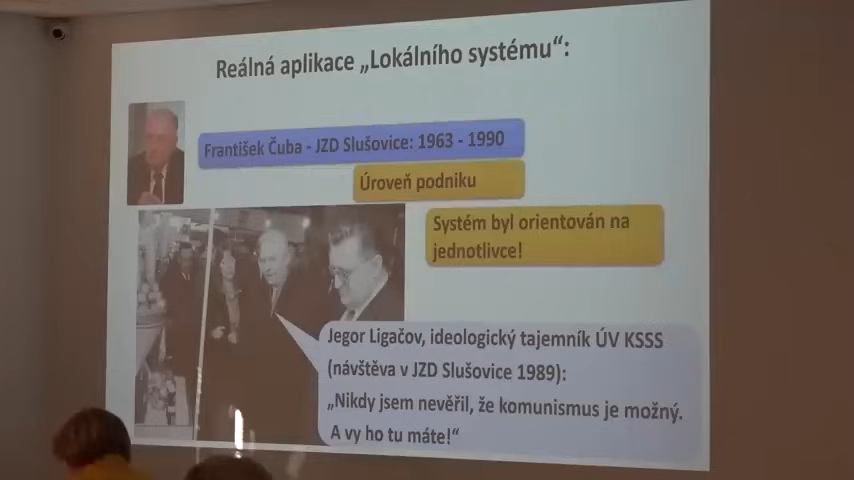 Reálná aplikace „Lokálního systému“:
František Čuba - JZD Slušovice: 1963 - 1990
Úroveň podniku
Systém byl orientován na
jednotlivce!
Jegor Ligačov, ideologický tajemník ÚV KSSS
(návštěva v JZD Slušovice 1989):
„Nikdy jsem nevěřil, že komunismus je možný.
A vy ho tu máte!“